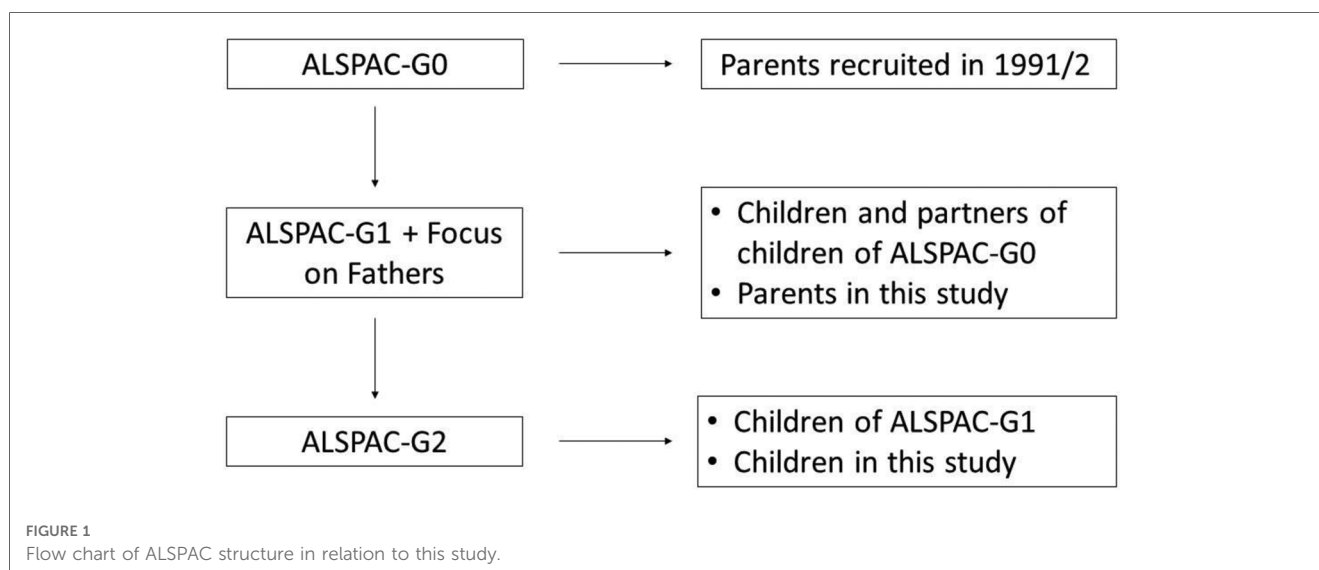 ALSPAC-G0
Parents recruited in 1991/2
ALSPAC-G1 + Focus
on Fathers
• Children and partners of
children of ALSPAC-G0
• Parents in this study
ALSPAC-G2
• Children of ALSPAC-G1
• Children in this study
FIGURE 1
Flow chart of ALSPAC structure in relation to this study.